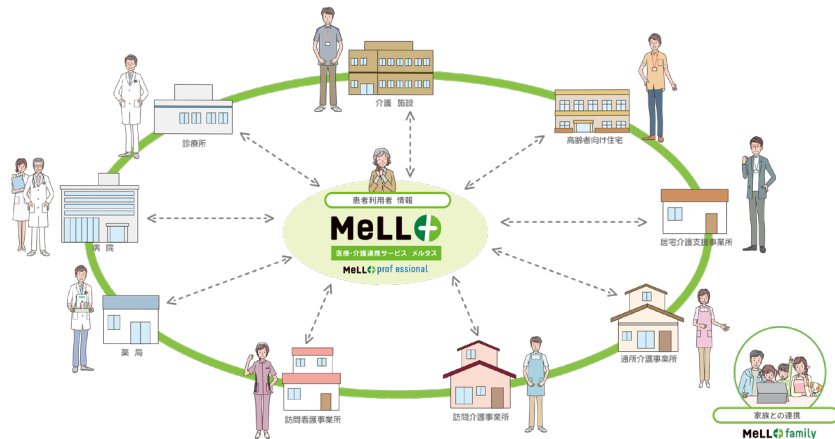 介護 施設
高齢者向け住宅
診療所
患者利用者 情報
MeLL+
医療・介護連携サービス メルタス
MeLL+professional
病 院
居宅介護支援事業所
薬 局
通所介護事業所
訪問看護事業所
訪問介護事業所
家族との連携
MeLL+family